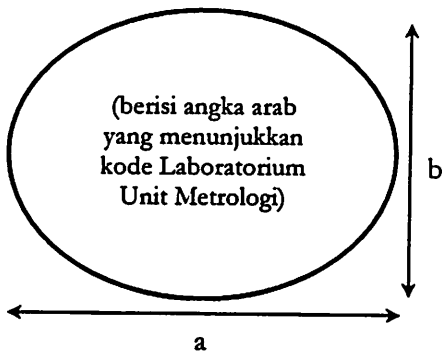 (berisi angka arab
yang menunjukkan
kode Laboratorium
Unit Metrologi)
b
a